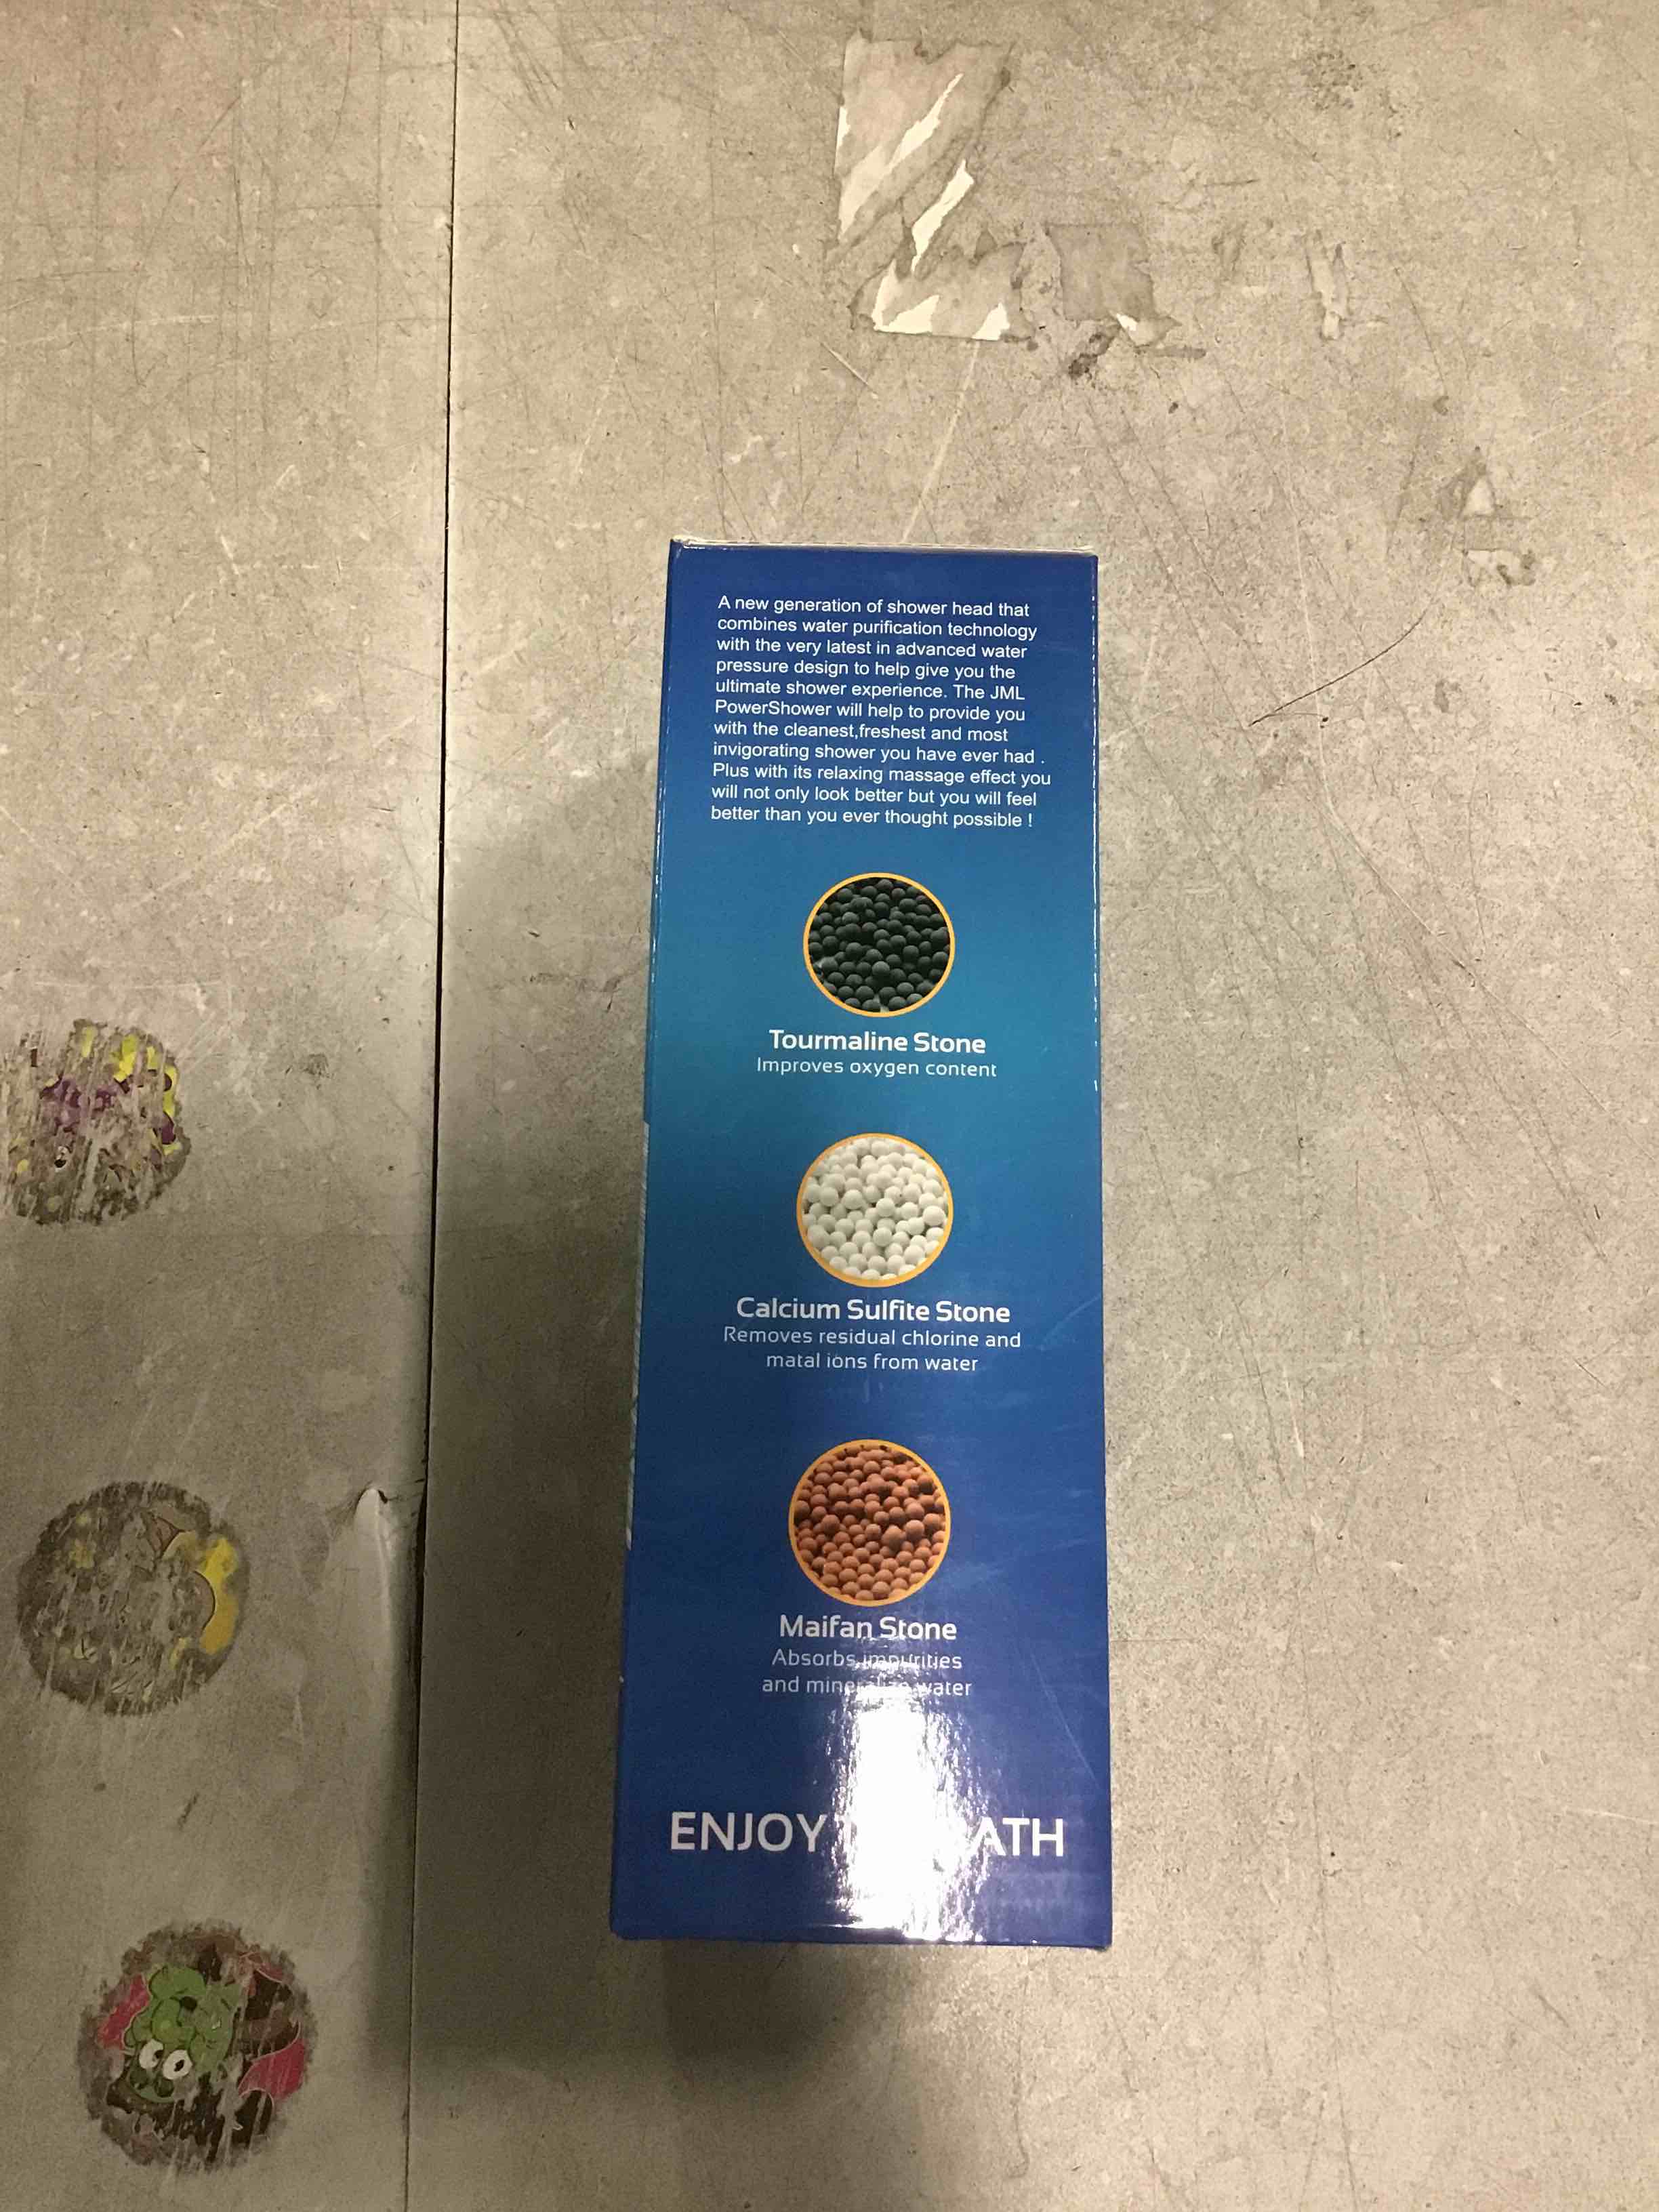 A new generation of shower head that
combines water purification technology
with the very latest in advanced water
pressure design to help give you the
ultimate shower experience. The JML
PowerShower will help to provide you
with the cleanest,freshest and most
invigorating shower you have ever had .
Plus with its relaxing massage effect you
will not only look better but you will feel
better than you ever thought possible !
Tourmaline Stone
Improves oxygen content
Calcium Sulfite Stone
Removes residual chlorine and
matal ions from water
Maifan Stone
Absorbs impurities
and mineralize water
ENJOY